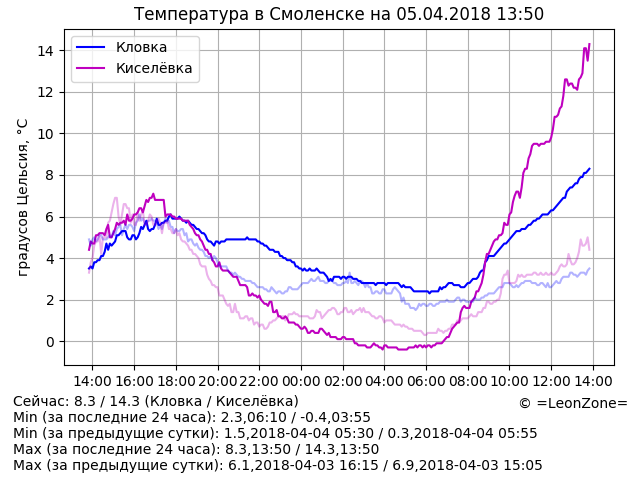 Температура в Смоленске на 05.04.2018 13:50
градусов Цельсия, °C
Кловка
Киселёвка
14
12
10
8
6
4
2
0
14:00 16:00 18:00 20:00 22:00 00:00 02:00 04:00 06:00 08:00 10:00 12:00 14:00
Сейчас: 8.3 / 14.3 (Кловка / Киселёвка)
© =LeonZone=
Min (за последние 24 часа): 2.3,06:10 / -0.4,03:55
Min (за предыдущие сутки): 1.5,2018-04-04 05:30 / 0.3,2018-04-04 05:55
Max (за последние 24 часа): 8.3,13:50 / 14.3,13:50
Max (за предыдущие сутки): 6.1,2018-04-03 16:15 / 6.9,2018-04-03 15:05